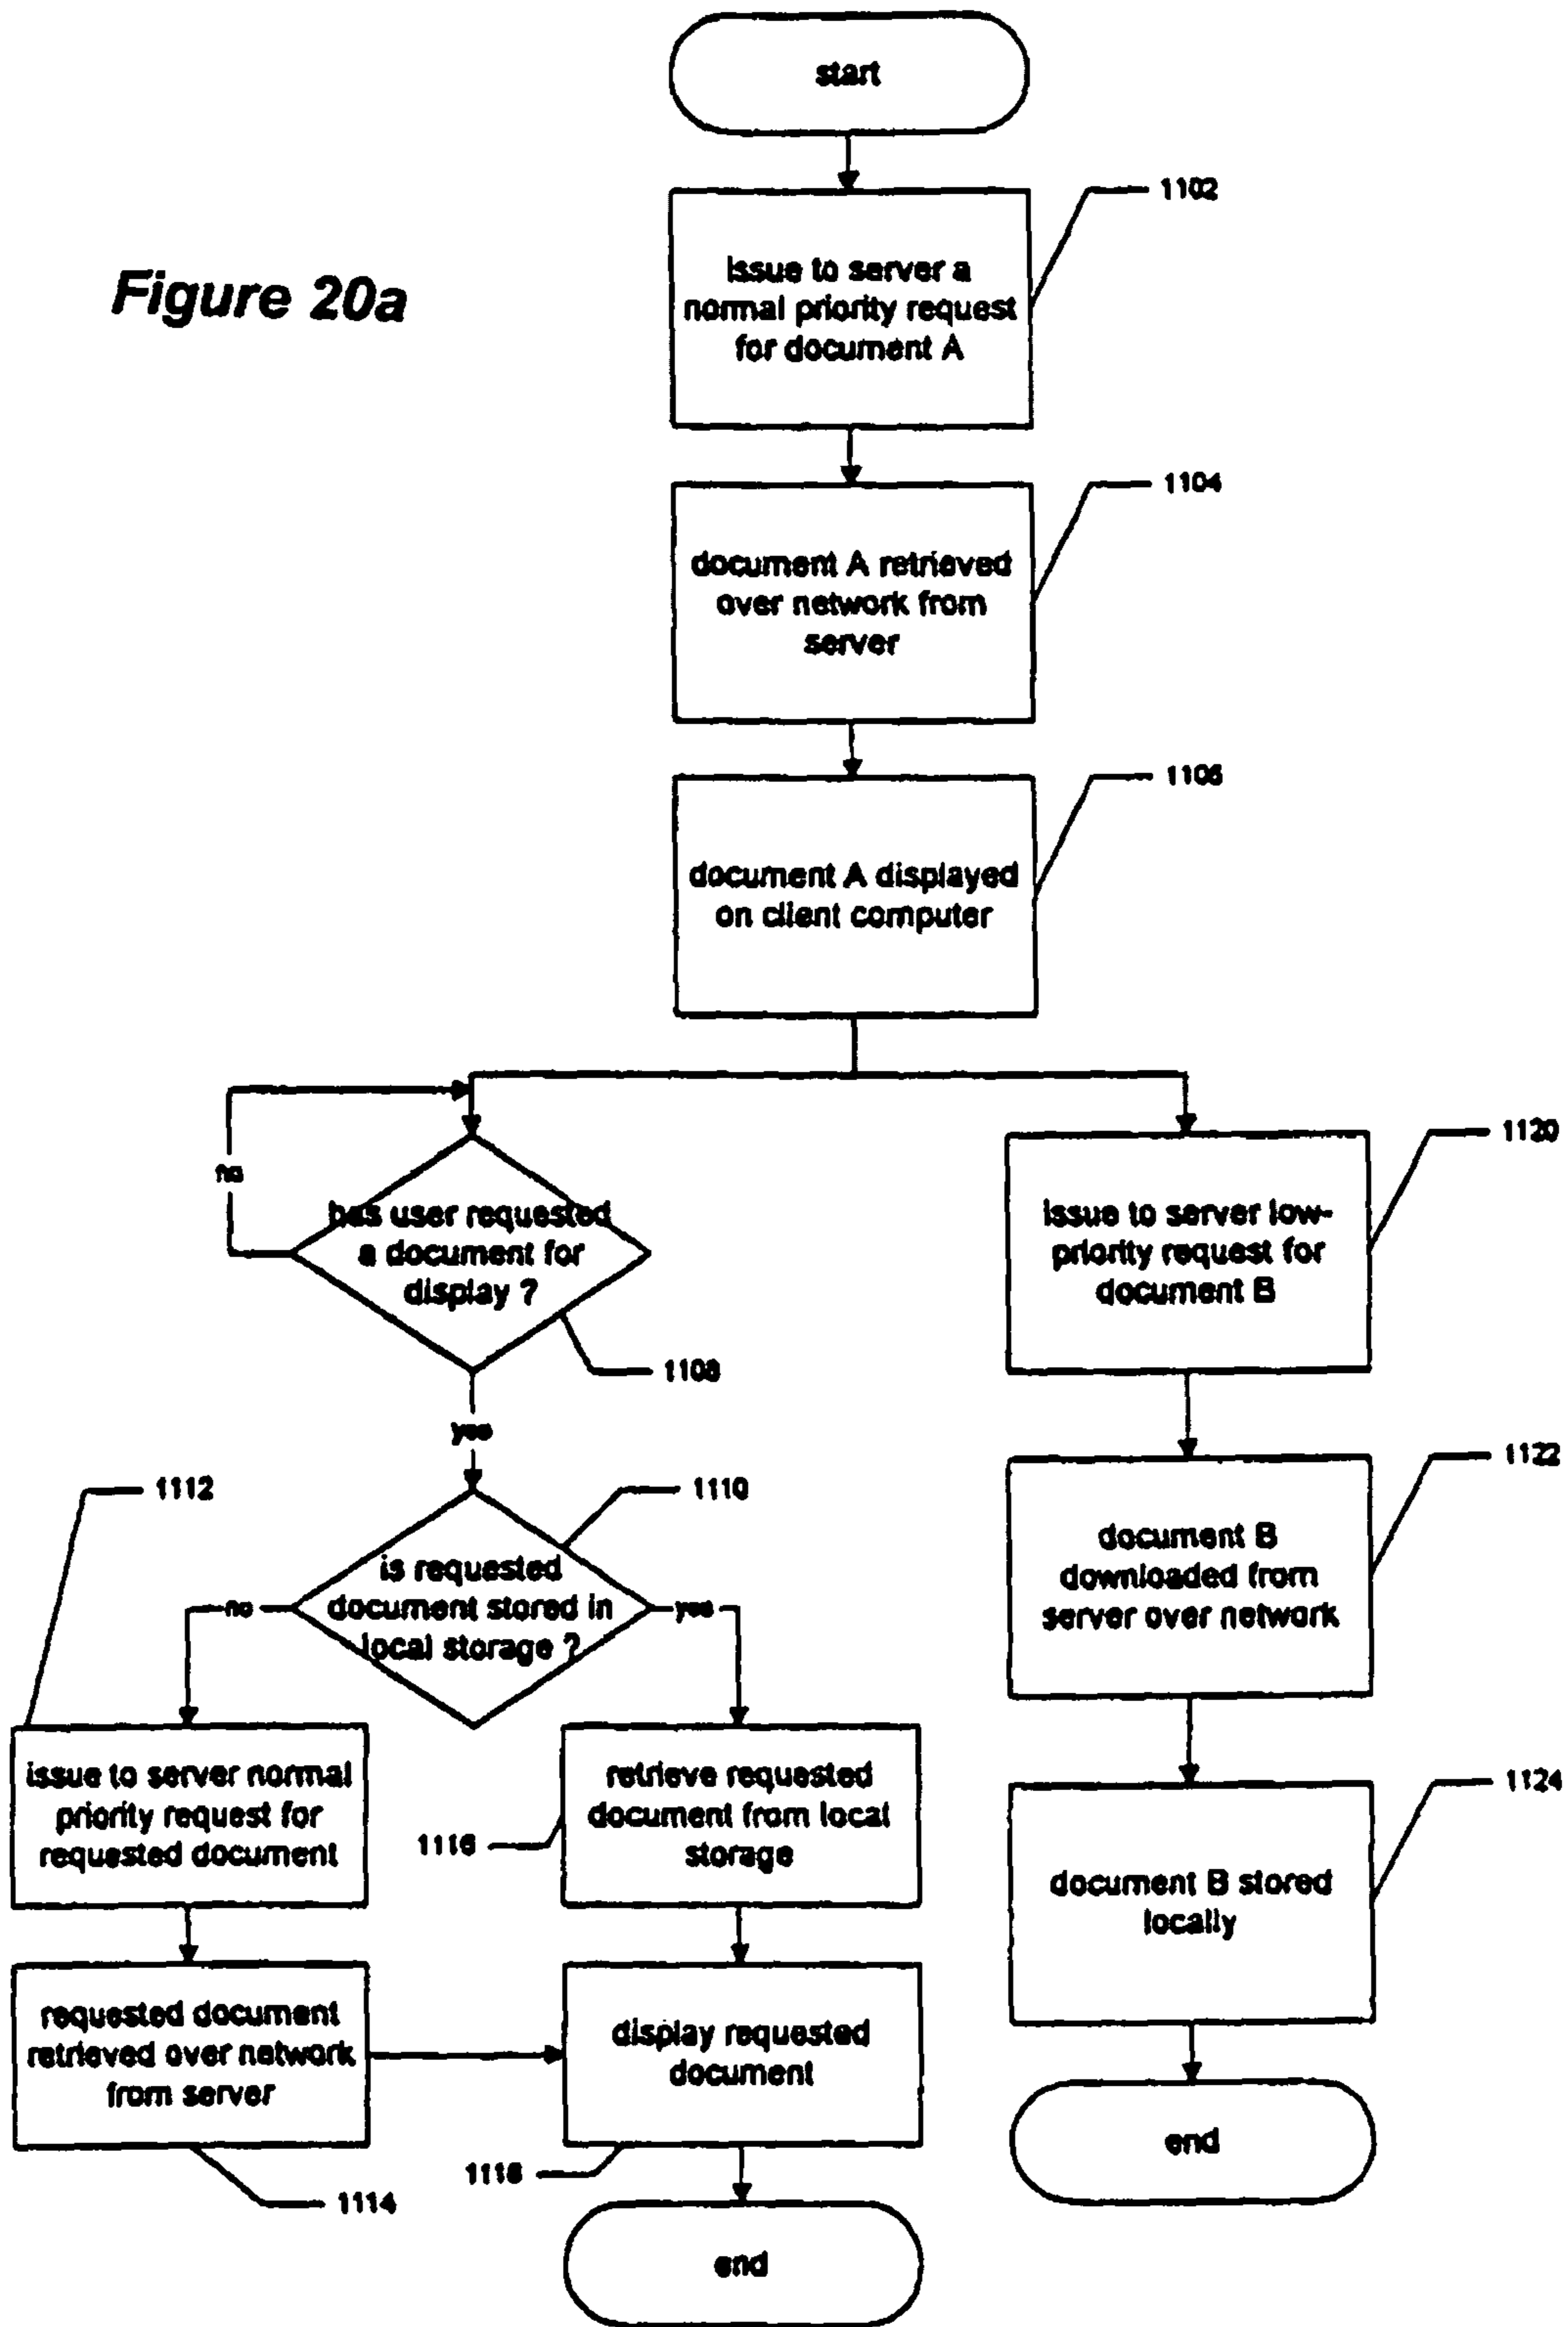 start
1102
issue to server a
normal priority request
for document A
Figure 20a
1104
document A retrieved
over network from
server
1106
document A displayed
on client computer
no
has user requested
a document for
display ?
1108
yes
1120
issue to server low-
priority request for
document B
1122
document B
downloaded from
server over network
1112
1110
is requested
document stored in
local storage ?
no
yes
issue to server normal
priority request for
requested document
1116
retrieve requested
document from local
storage
1124
document B stored
locally
requested document
retrieved over network
from server
1114
display requested
document
end
end